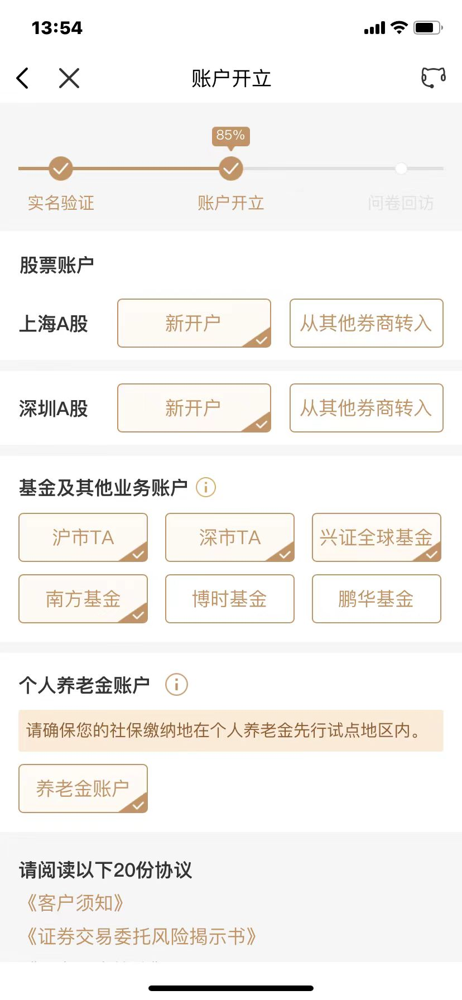 13:54
账户开立
85%
实名验证 账户开立 问卷回访
股票账户
上海A股 新开户 从其他券商转入
深圳A股 新开户 从其他券商转入
基金及其他业务账户
沪市TA 深市TA 兴证全球基金
南方基金 博时基金 鹏华基金
个人养老金账户
请确保您的社保缴纳地在个人养老金先行试点地区内。
养老金账户
请阅读以下20份协议
《客户须知》
《证券交易委托风险揭示书》